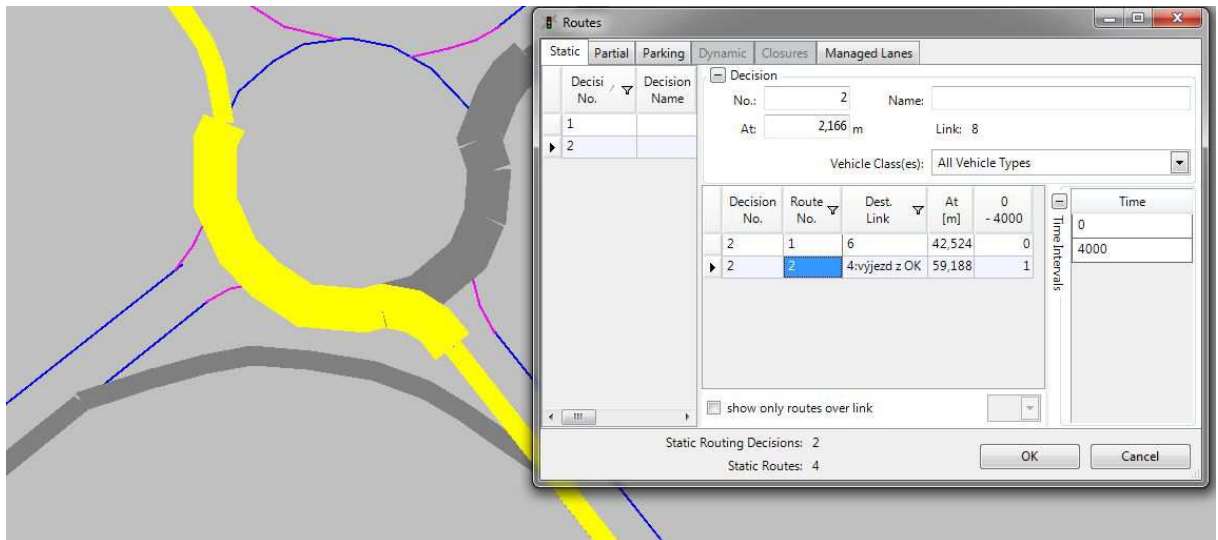 Routes
Static Partial Parking Dynamic Closures Managed Lanes
Decisi No. Decision Name
1
2
Decision
No.: 2 Name:
At: 2,166 m Link: 8
Vehicle Class(es): All Vehicle Types
Decision No. Route No. Dest. Link At [m] 0 - 4000
2 1 6 42,524 0
2 2 4:výjezd z OK 59,188 1
Time Intervals
Time
0
4000
show only routes over link
Static Routing Decisions: 2
Static Routes: 4
OK Cancel